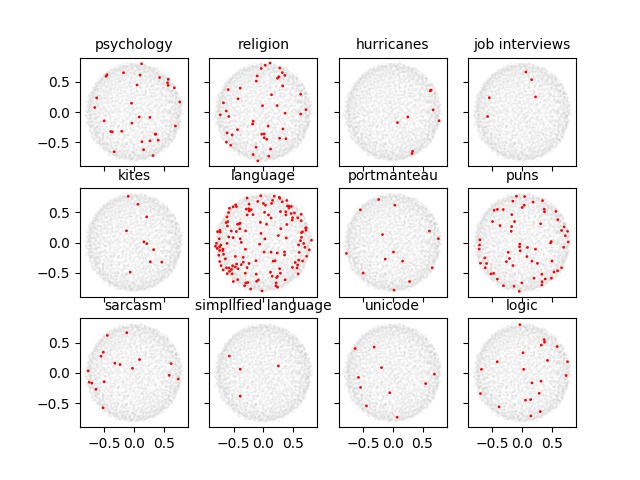 psychology religion hurricanes job interviews
0.5
0.0
−0.5
kites language portmanteau puns
0.5
0.0
−0.5
sarcasm simplified language unicode logic
0.5
0.0
−0.5
−0.5 0.0 0.5 −0.5 0.0 0.5 −0.5 0.0 0.5 −0.5 0.0 0.5